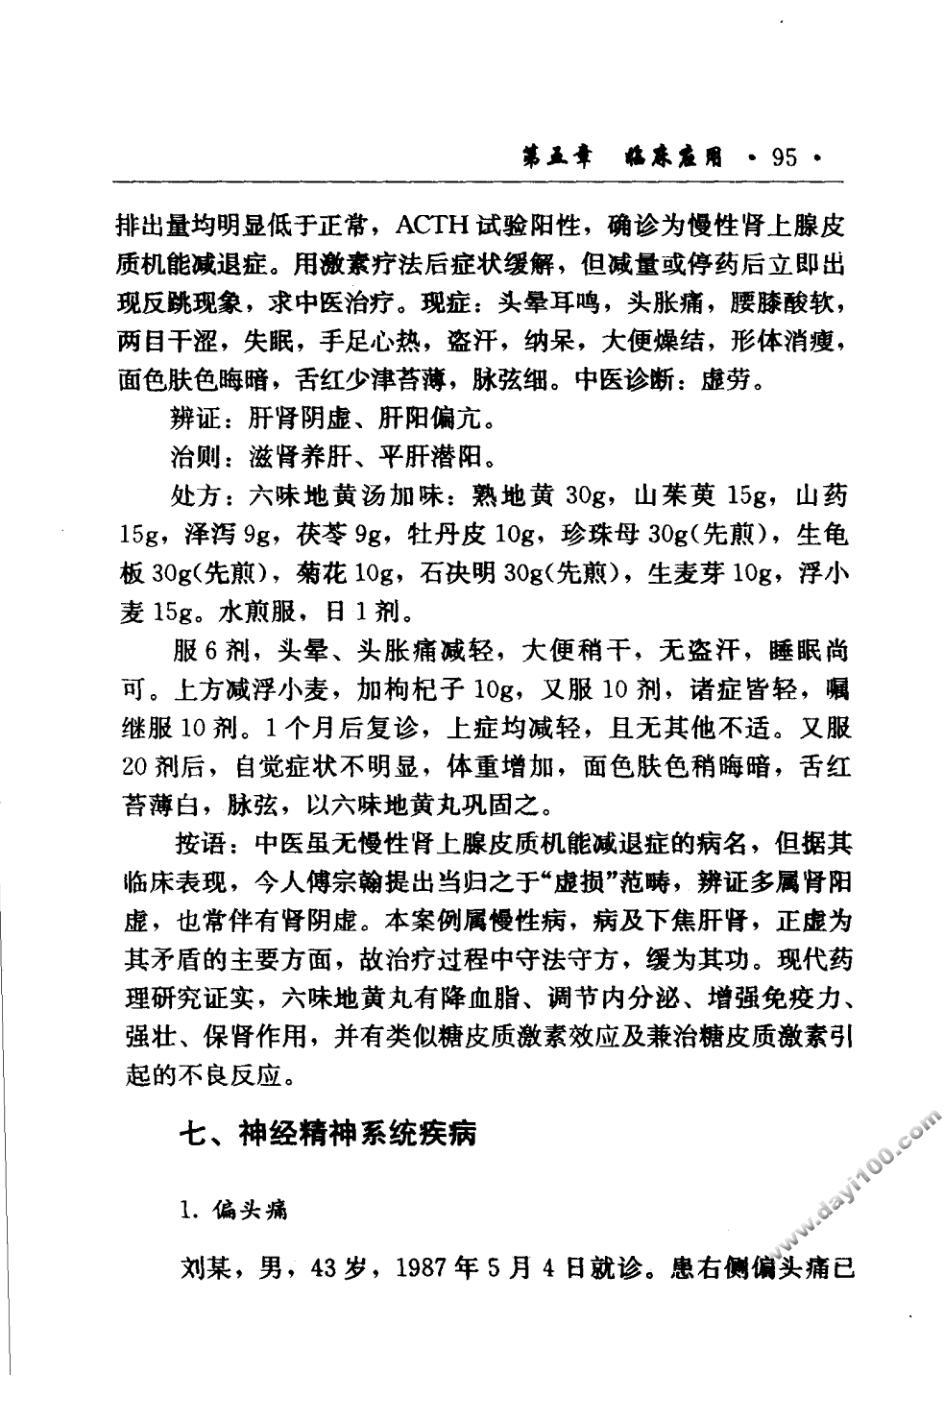 第五章 临床应用 · 95 ·
排出量均明显低于正常，ACTH 试验阳性，确诊为慢性肾上腺皮
质机能减退症。用激素疗法后症状缓解，但减量或停药后立即出
现反跳现象，求中医治疗。现症：头晕耳鸣，头胀痛，腰膝酸软，
两目干涩，失眠，手足心热，盗汗，纳呆，大便燥结，形体消瘦，
面色肤色晦暗，舌红少津苔薄，脉弦细。中医诊断：虚劳。
辨证：肝肾阴虚、肝阳偏亢。
治则：滋肾养肝、平肝潜阳。
处方：六味地黄汤加味：熟地黄 30g，山茱萸 15g，山药
15g，泽泻 9g，茯苓 9g，牡丹皮 10g，珍珠母 30g(先煎)，生龟
板 30g(先煎)，菊花 10g，石决明 30g(先煎)，生麦芽 10g，浮小
麦 15g。水煎服，日 1 剂。
服 6 剂，头晕、头胀痛减轻，大便稍干，无盗汗，睡眠尚
可。上方减浮小麦，加枸杞子 10g，又服 10 剂，诸症皆轻，嘱
继服 10 剂。1 个月后复诊，上症均减轻，且无其他不适。又服
20 剂后，自觉症状不明显，体重增加，面色肤色稍晦暗，舌红
苔薄白，脉弦，以六味地黄丸巩固之。
按语：中医虽无慢性肾上腺皮质机能减退症的病名，但据其
临床表现，今人傅宗翰提出当归之于“虚损”范畴，辨证多属肾阳
虚，也常伴有肾阴虚。本案例属慢性病，病及下焦肝肾，正虚为
其矛盾的主要方面，故治疗过程中守法守方，缓为其功。现代药
理研究证实，六味地黄丸有降血脂、调节内分泌、增强免疫力、
强壮、保肾作用，并有类似糖皮质激素效应及兼治糖皮质激素引
起的不良反应。
七、神经精神系统疾病
1. 偏头痛
刘某，男，43 岁，1987 年 5 月 4 日就诊。患右侧偏头痛已
www.dayi100.com